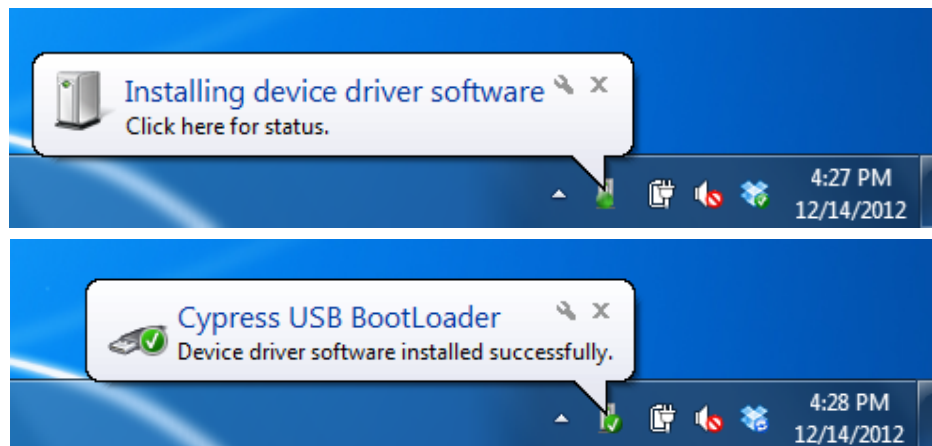 Installing device driver software
Click here for status.
4:27 PM
12/14/2012
Cypress USB BootLoader
Device driver software installed successfully.
4:28 PM
12/14/2012